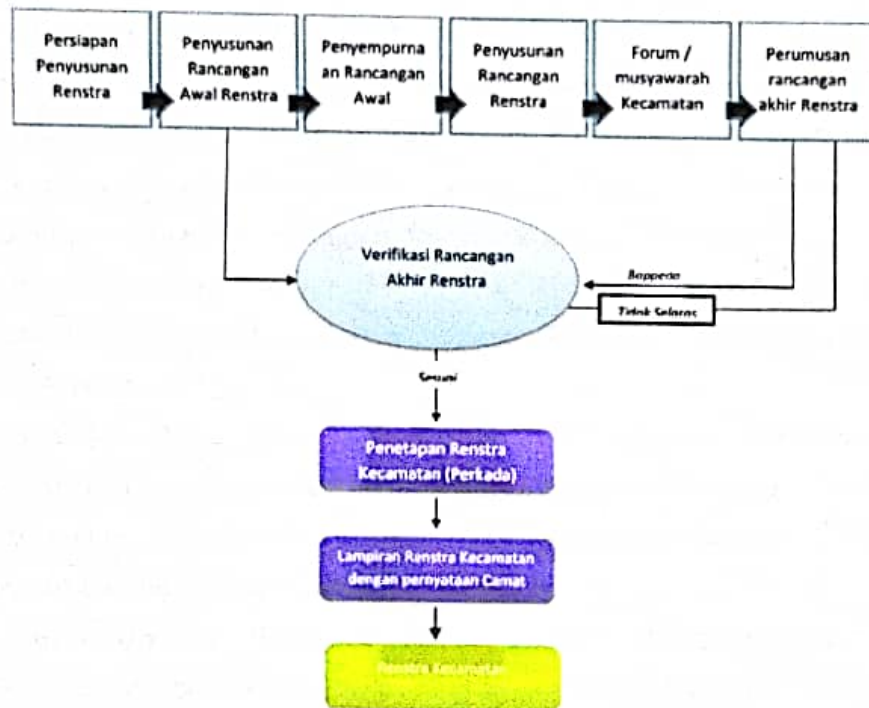 Persiapan
Penyusunan
Renstra
Penyusunan
Rancangan
Awal Renstra
Penyempurna
an Rancangan
Awal
Penyusunan
Rancangan
Renstra
Forum /
musyawarah
Kecamatan
Perumusan
rancangan
akhir Renstra
Verifikasi Rancangan
Akhir Renstra
Bappeda
Tidak Selaras
Sesuai
Penetapan Renstra
Kecamatan (Perkada)
Lampiran Renstra Kecamatan
dengan pernyataan Camat
Renstra Kecamatan